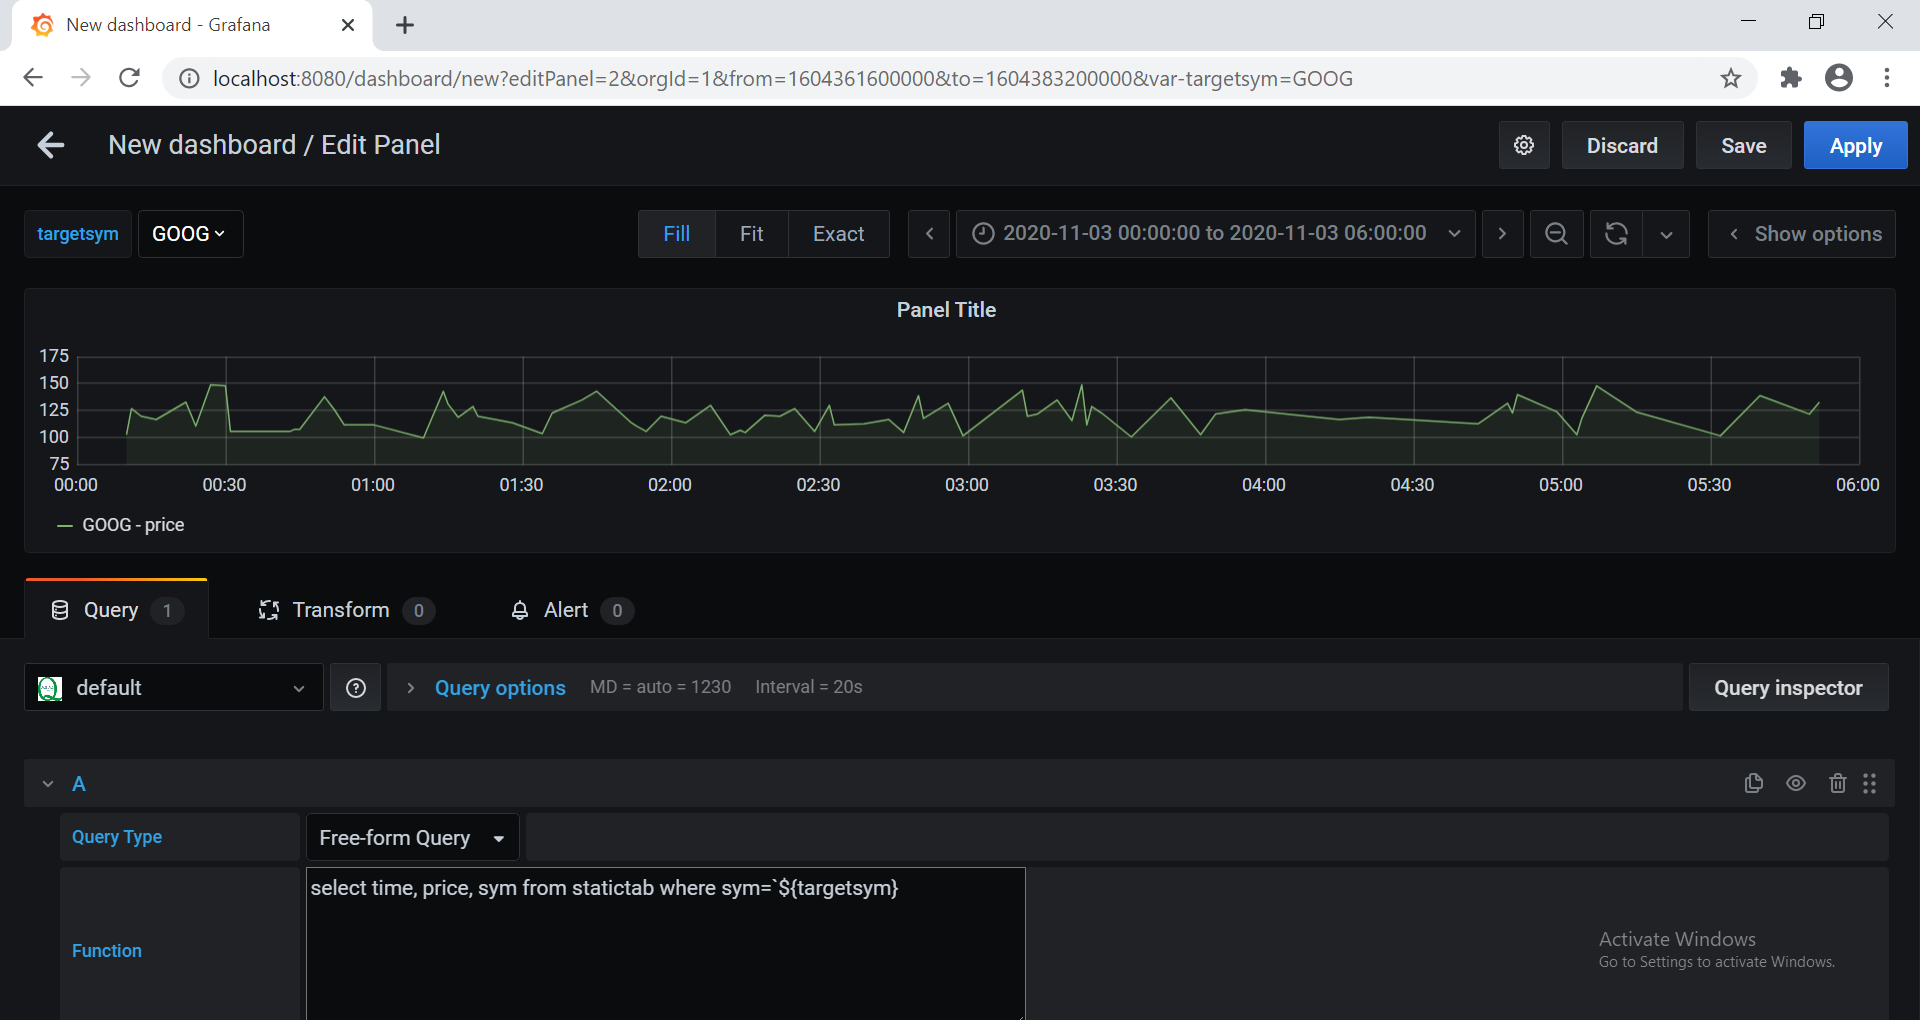 New dashboard - Grafana
localhost:8080/dashboard/new?editPanel=2&orgId=1&from=1604361600000&to=1604383200000&var-targetsym=GOOG
New dashboard / Edit Panel
Discard
Save
Apply
targetsym
GOOG
Fill
Fit
Exact
2020-11-03 00:00:00 to 2020-11-03 06:00:00
Show options
Panel Title
175
150
125
100
75
00:00 00:30 01:00 01:30 02:00 02:30 03:00 03:30 04:00 04:30 05:00 05:30 06:00
GOOG - price
Query 1
Transform 0
Alert 0
default
Query options MD = auto = 1230 Interval = 20s
Query inspector
A
Query Type
Free-form Query
Function
select time, price, sym from statictab where sym=`${targetsym}
Activate Windows
Go to Settings to activate Windows.